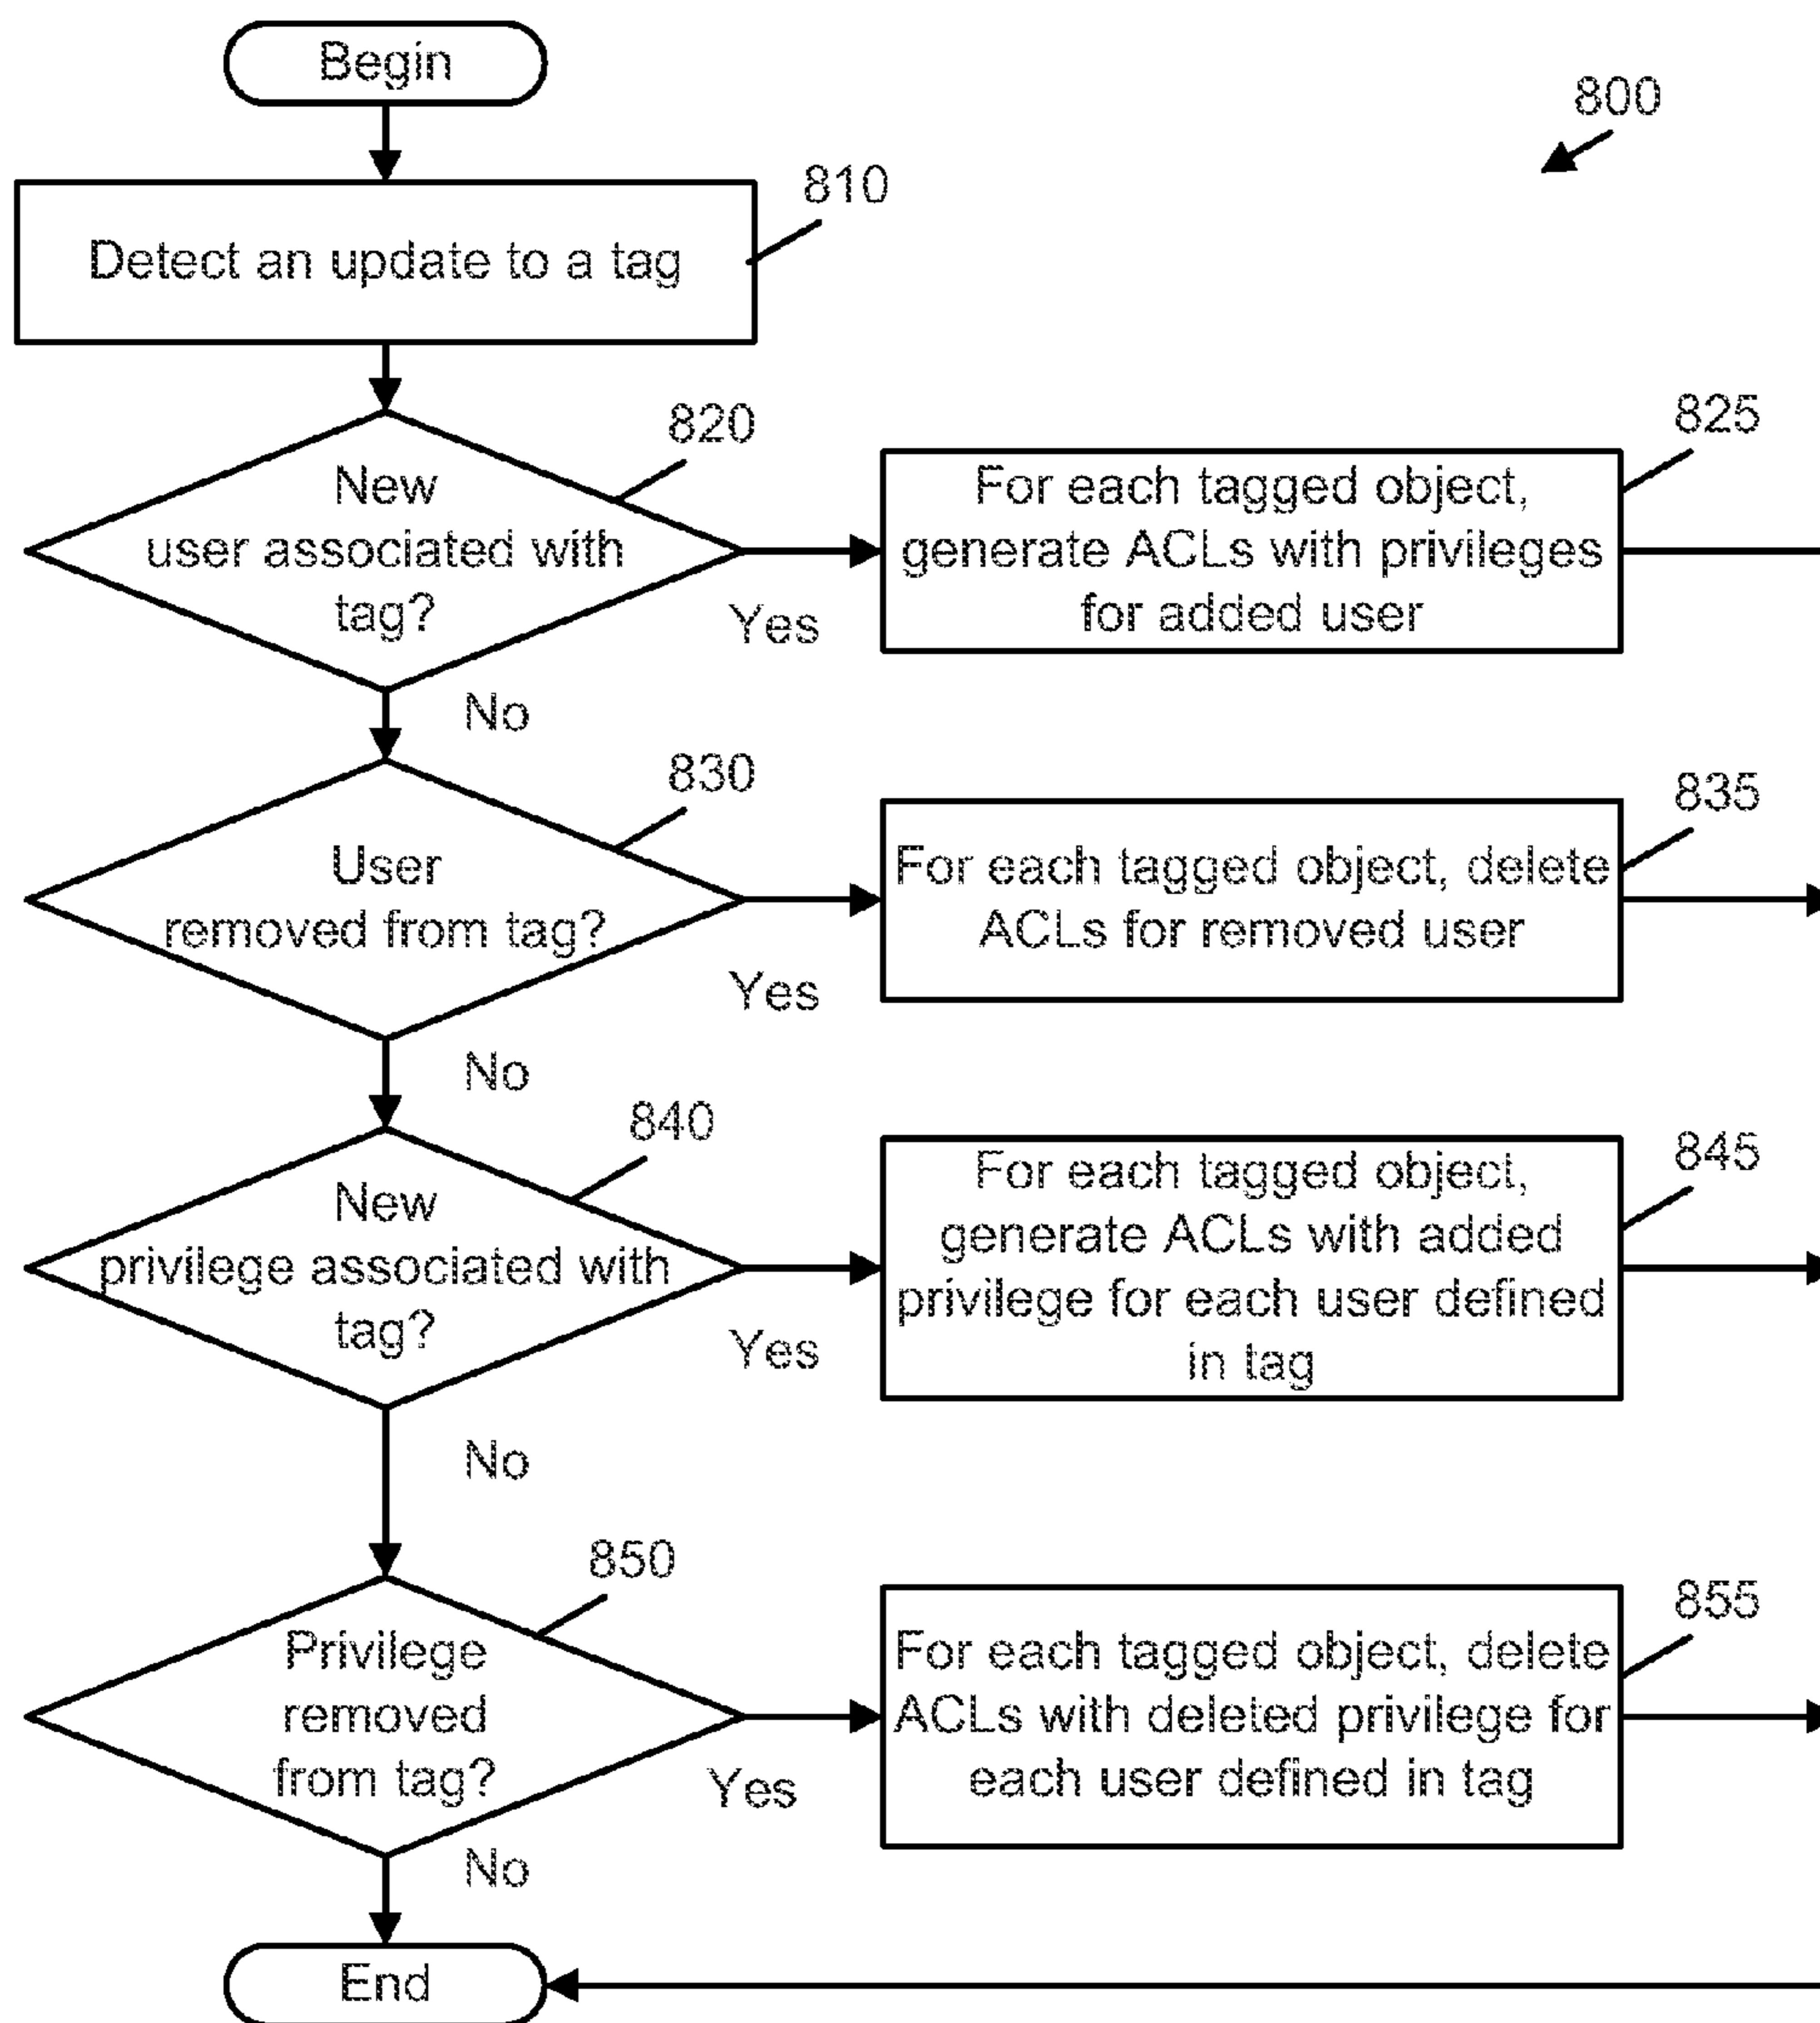 Begin
800
810
Detect an update to a tag
820
New
user associated with
tag?
Yes
No
825
For each tagged object,
generate ACLs with privileges
for added user
830
User
removed from tag?
Yes
No
835
For each tagged object, delete
ACLs for removed user
840
New
privilege associated with
tag?
Yes
No
845
For each tagged object,
generate ACLs with added
privilege for each user defined
in tag
850
Privilege
removed
from tag?
Yes
No
855
For each tagged object, delete
ACLs with deleted privilege for
each user defined in tag
End